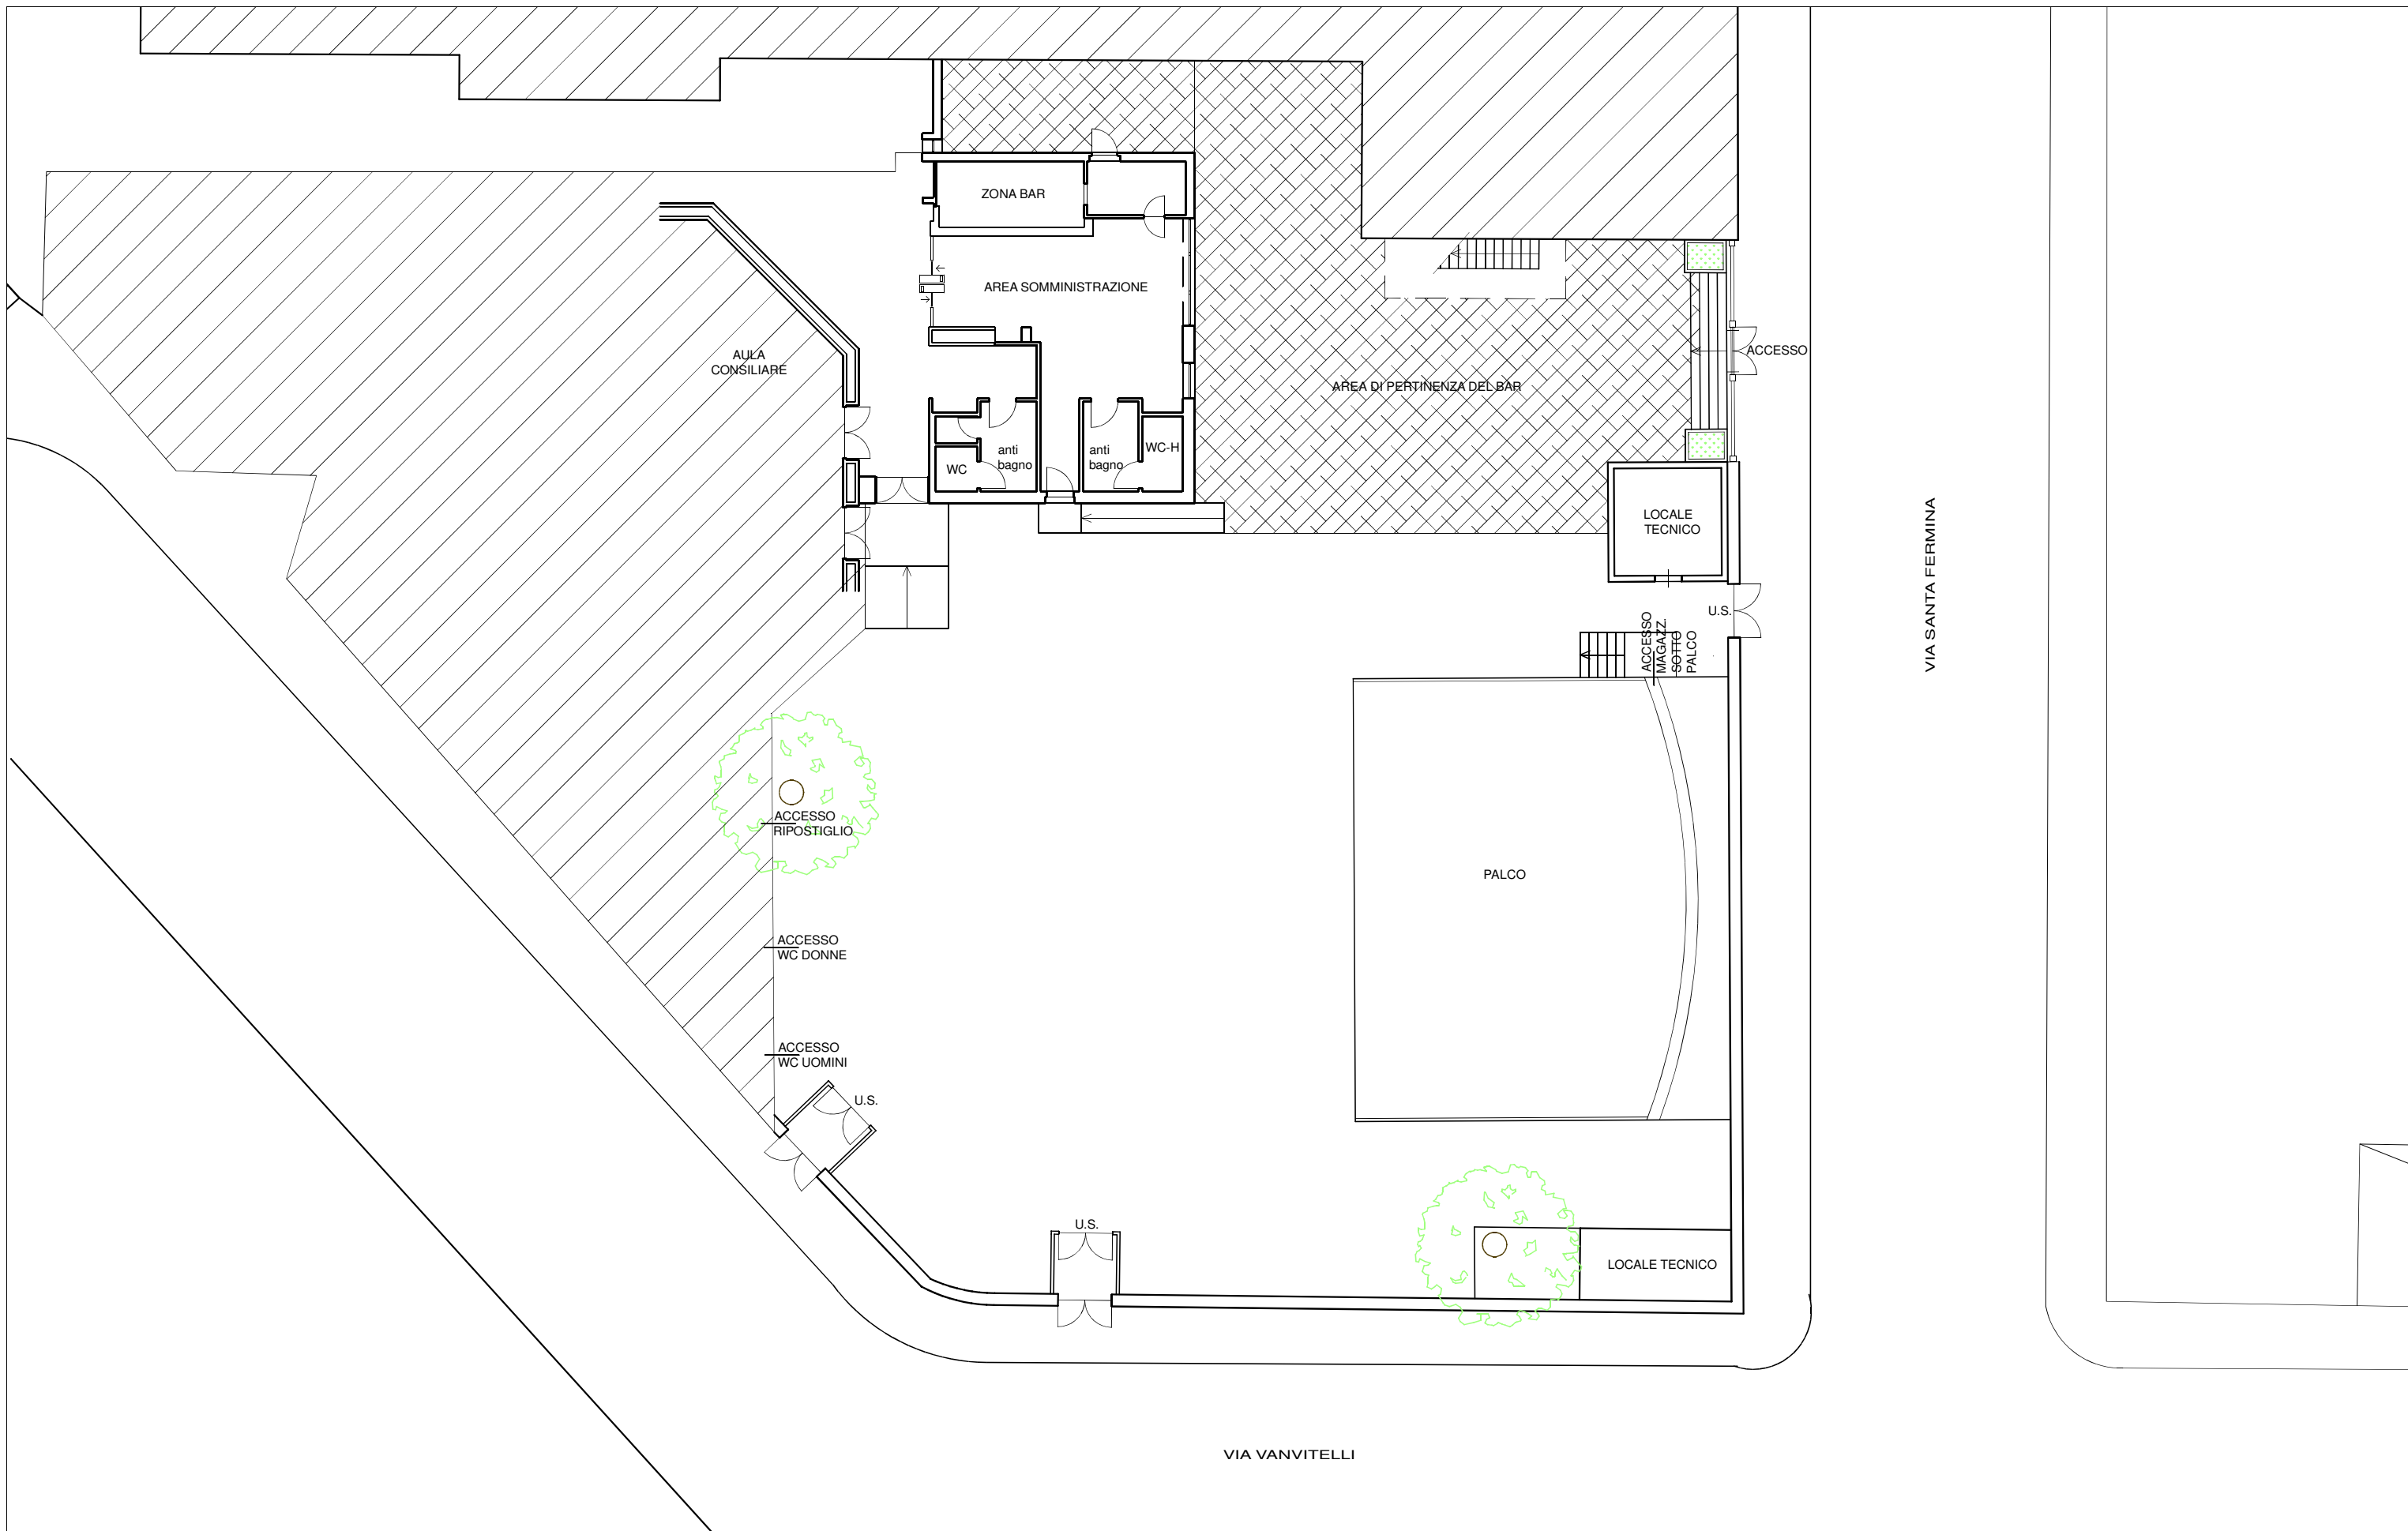 ZONA BAR
AREA SOMMINISTRAZIONE
AULA
CONSILIARE
ACCESSO
AREA DI PERTINENZA DEL BAR
anti
bagno
WC
anti
bagno
WC-H
LOCALE
TECNICO
VIA SANTA FERMINA
U.S.
ACCESSO
MAGAZZ.
SOTTO
PALCO
ACCESSO
RIPOSTIGLIO
PALCO
ACCESSO
WC DONNE
ACCESSO
WC UOMINI
U.S.
U.S.
LOCALE TECNICO
VIA VANVITELLI